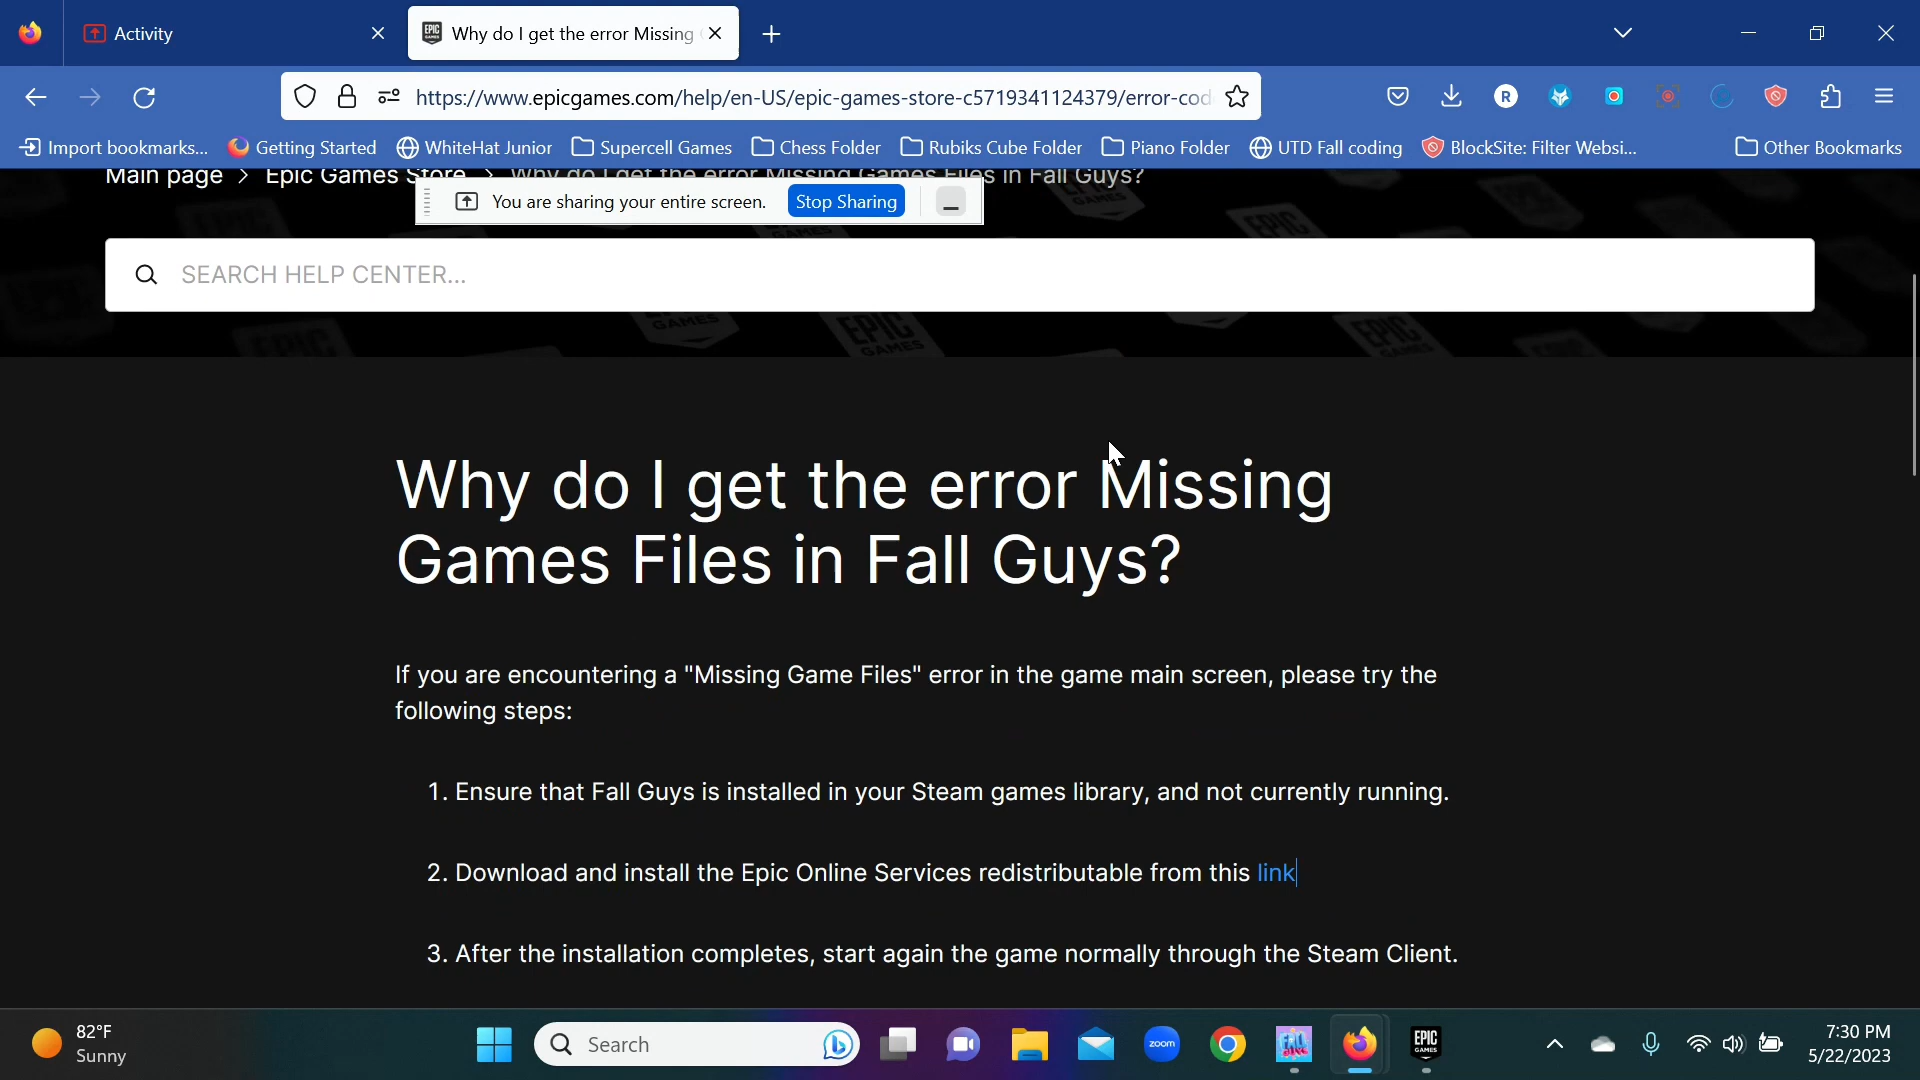 Activity
Why do I get the error Missing
https://www.epicgames.com/help/en-US/epic-games-store-c5719341124379/error-cod
R
Import bookmarks...
Getting Started
WhiteHat Junior
Supercell Games
Chess Folder
Rubiks Cube Folder
Piano Folder
UTD Fall coding
BlockSite: Filter Websi...
Other Bookmarks
Main page > Epic Games Store > Why do I get the error Missing Games Files in Fall Guys?
You are sharing your entire screen.
Stop Sharing
SEARCH HELP CENTER...
Why do I get the error Missing
Games Files in Fall Guys?
If you are encountering a "Missing Game Files" error in the game main screen, please try the
following steps:
1. Ensure that Fall Guys is installed in your Steam games library, and not currently running.
2. Download and install the Epic Online Services redistributable from this link
3. After the installation completes, start again the game normally through the Steam Client.
82°F
Sunny
Search
zoom
EPIC
GAMES
7:30 PM
5/22/2023